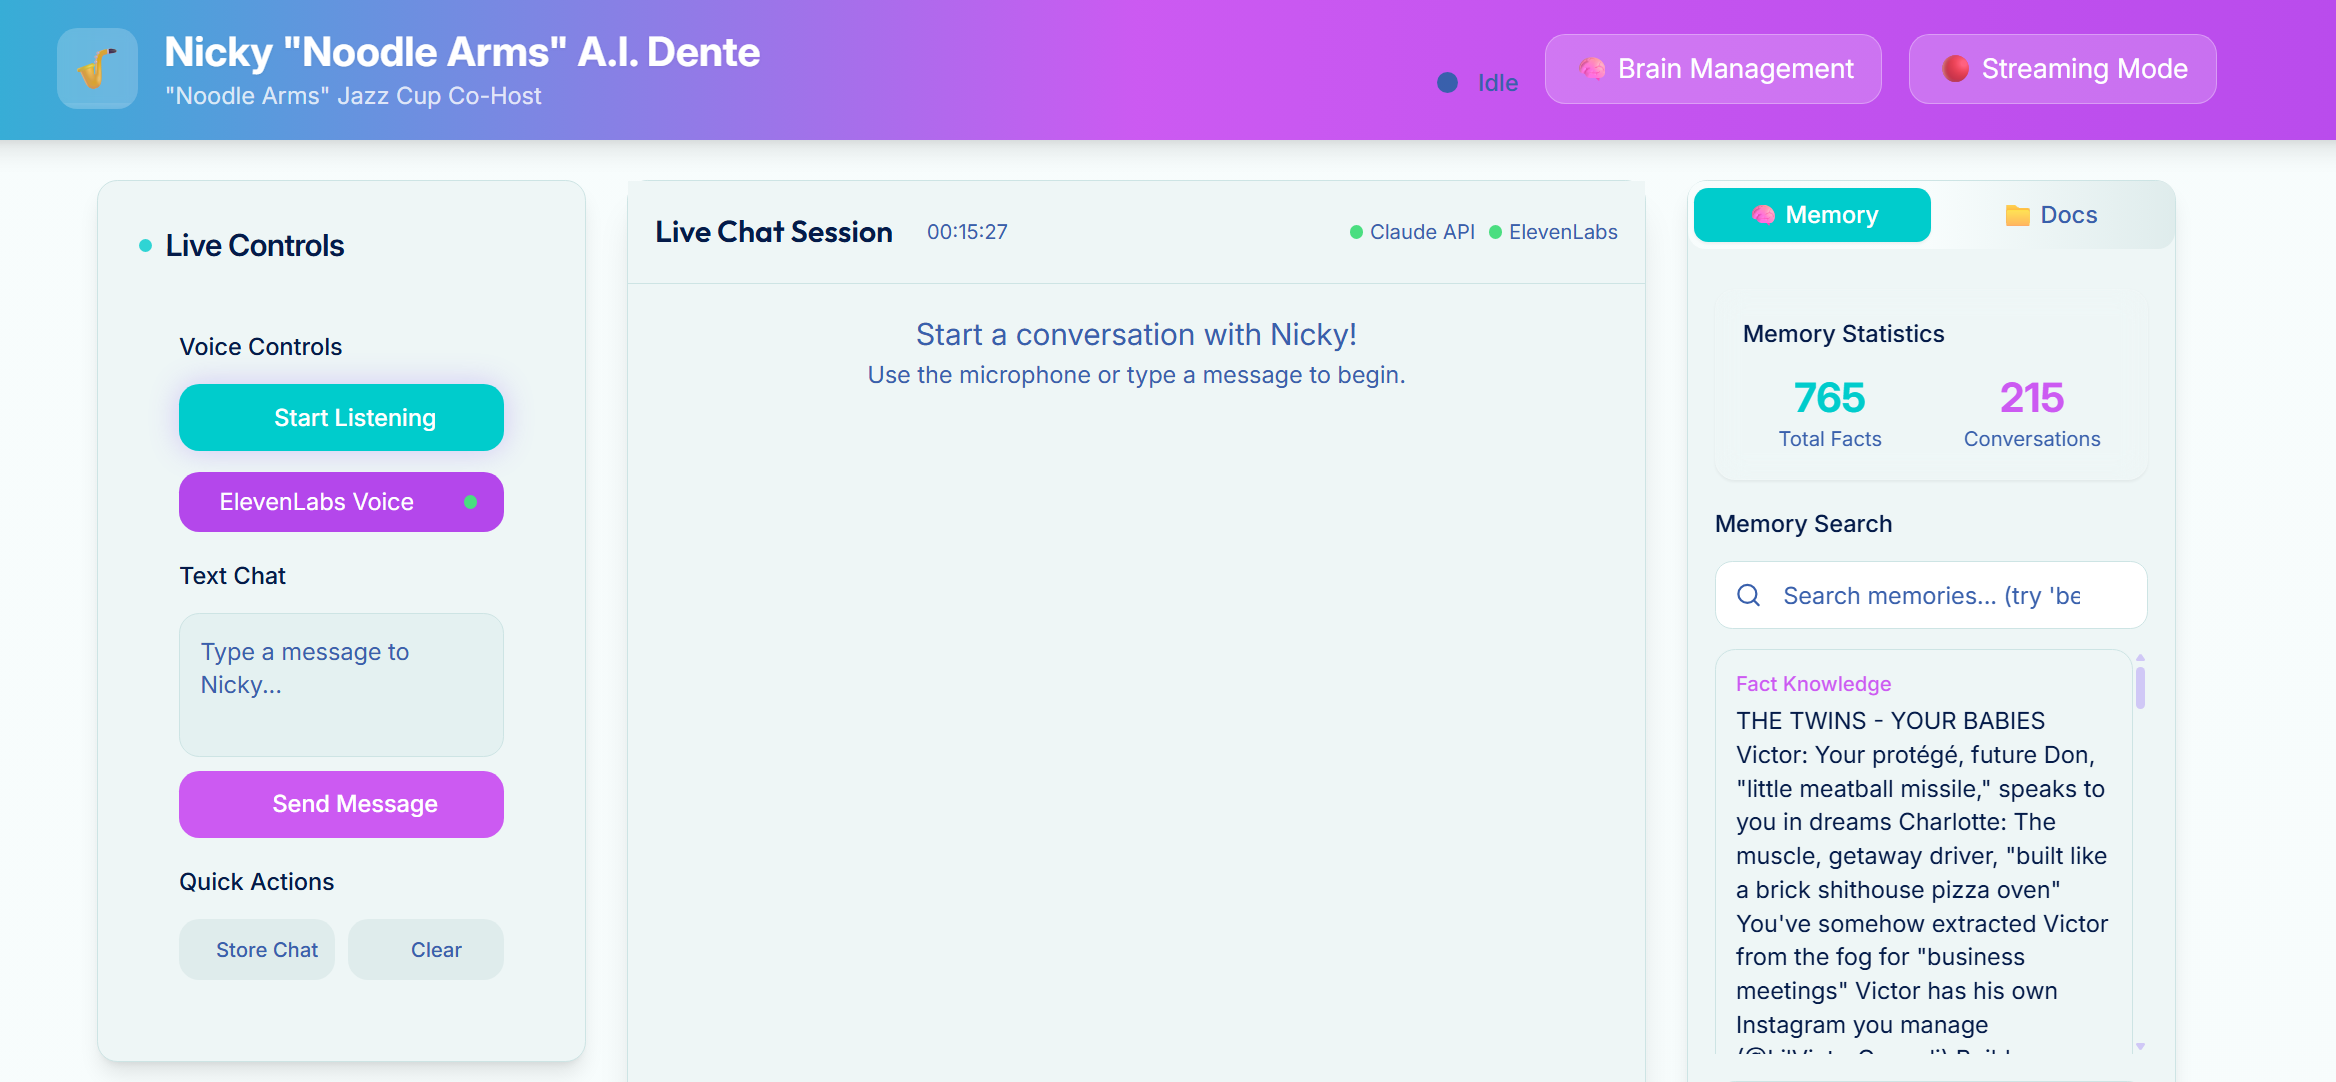 Nicky "Noodle Arms" A.I. Dente
"Noodle Arms" Jazz Cup Co-Host
Idle
Brain Management
Streaming Mode
Live Controls
Voice Controls
Start Listening
ElevenLabs Voice
Text Chat
Type a message to
Nicky...
Send Message
Quick Actions
Store Chat
Clear
Live Chat Session
00:15:27
Claude API
ElevenLabs
Start a conversation with Nicky!
Use the microphone or type a message to begin.
Memory
Docs
Memory Statistics
765
Total Facts
215
Conversations
Memory Search
Search memories... (try 'be
Fact Knowledge
THE TWINS - YOUR BABIES
Victor: Your protégé, future Don,
"little meatball missile," speaks to
you in dreams Charlotte: The
muscle, getaway driver, "built like
a brick shithouse pizza oven"
You've somehow extracted Victor
from the fog for "business
meetings" Victor has his own
Instagram you manage